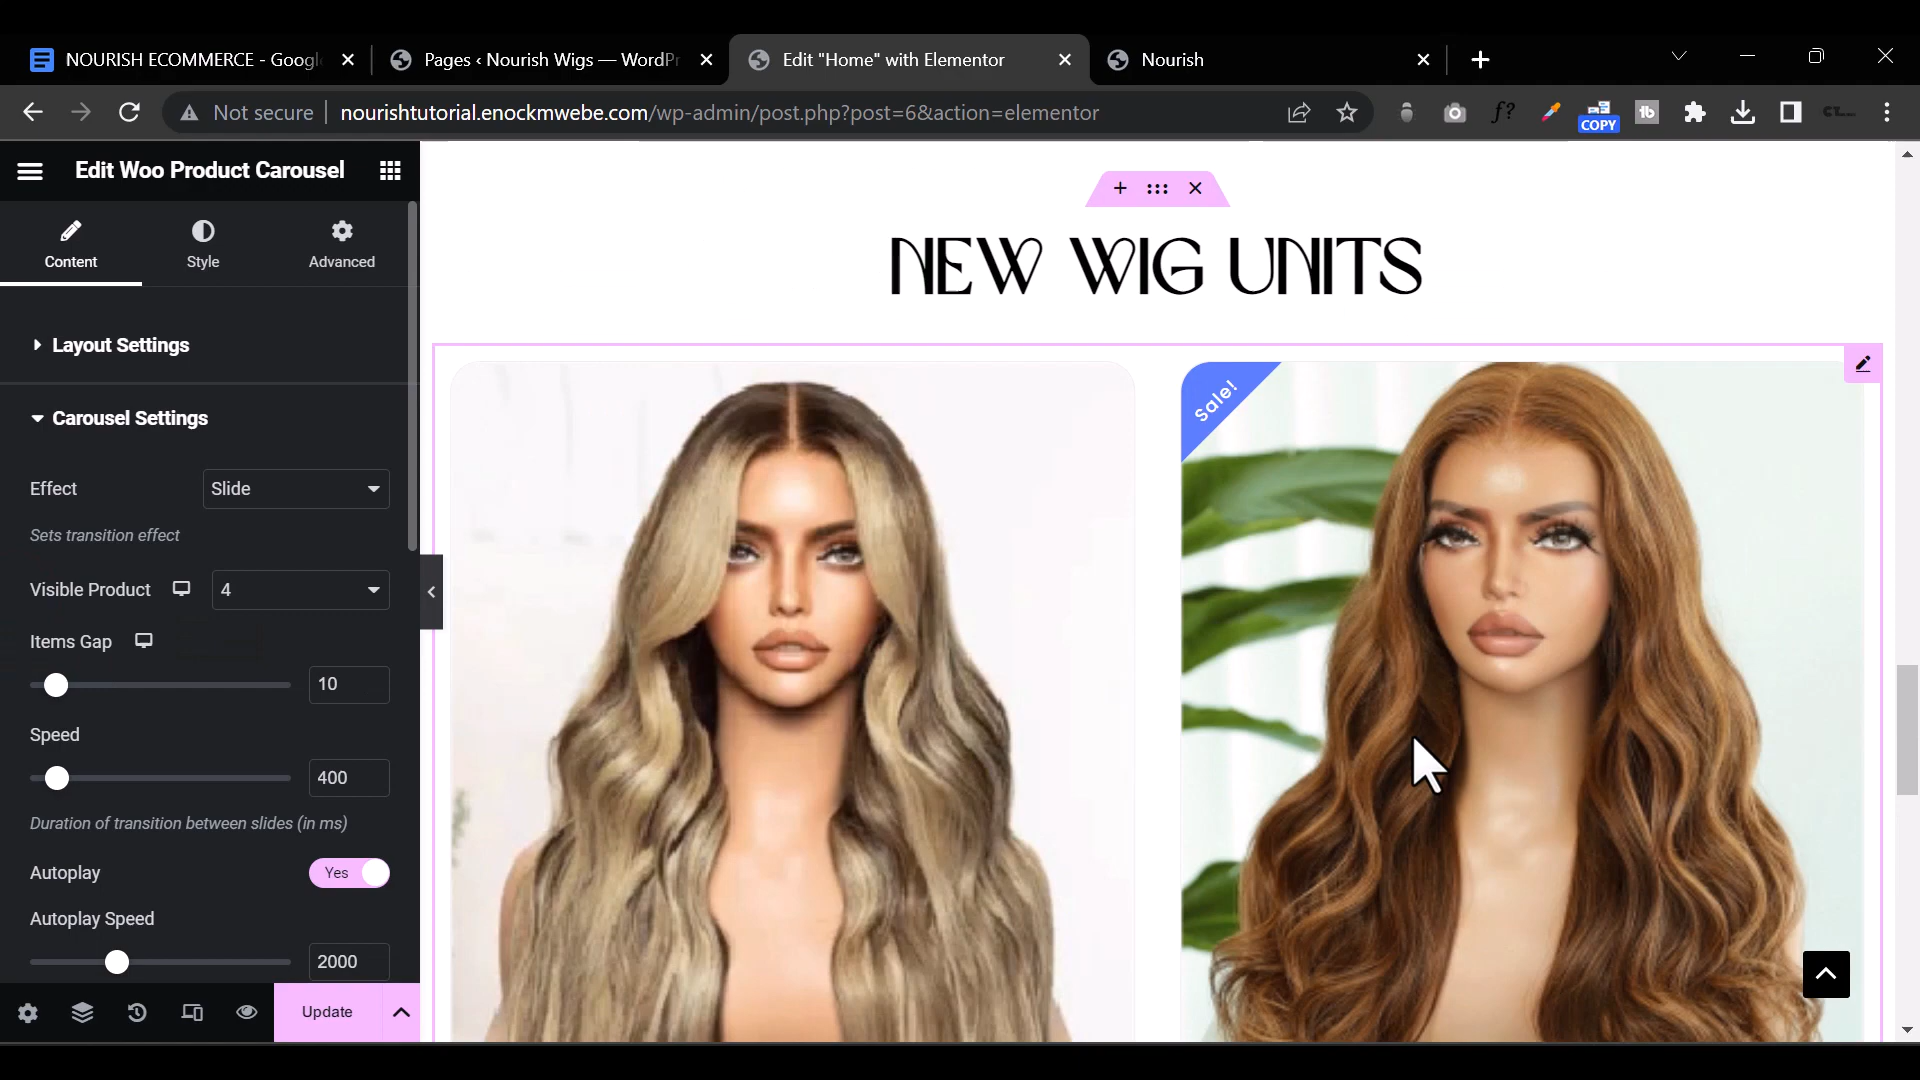 NOURISH ECOMMERCE - Googl
Pages ‹ Nourish Wigs — WordPr
Edit "Home" with Elementor
Nourish
Not secure
nourishtutorial.enockmwebe.com/wp-admin/post.php?post=6&action=elementor
f?
COPY
tb
Edit Woo Product Carousel
Content
Style
Advanced
Layout Settings
Carousel Settings
Effect
Slide
Sets transition effect
Visible Product
4
Items Gap
10
Speed
400
Duration of transition between slides (in ms)
Autoplay
Yes
Autoplay Speed
2000
Update
NEW WIG UNITS
Sale!